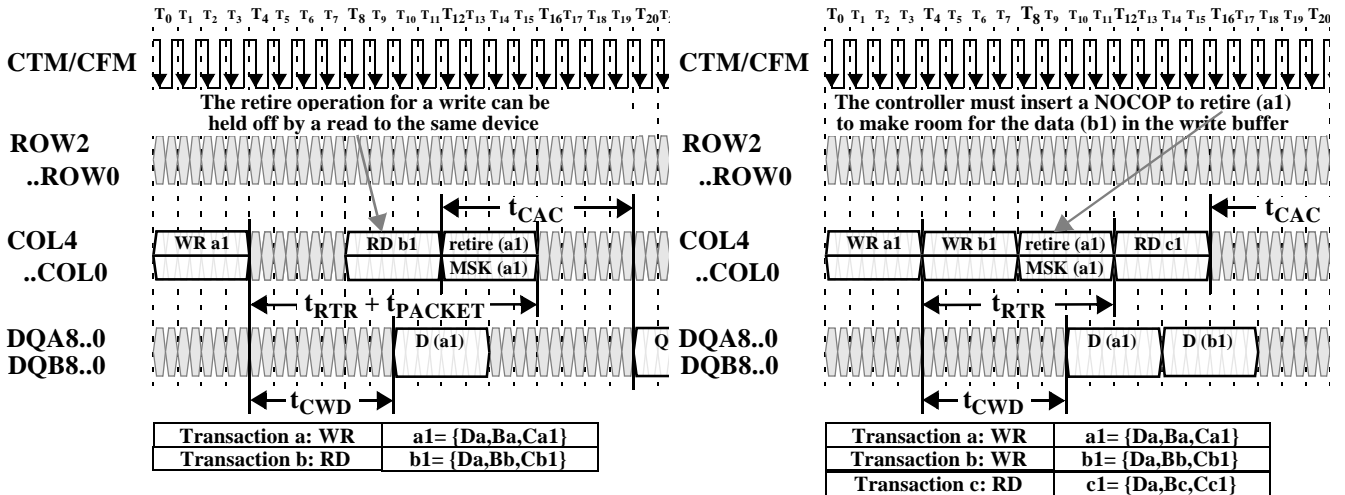 T0 T1 T2 T3 T4 T5 T6 T7 T8 T9 T10 T11 T12 T13 T14 T15 T16 T17 T18 T19 T20
CTM/CFM
The retire operation for a write can be
held off by a read to the same device
ROW2
..ROW0
tCAC
COL4
..COL0
WR a1
RD b1
retire (a1)
MSK (a1)
tRTR + tPACKET
DQA8..0
DQB8..0
D (a1)
Q
tCWD
Transaction a: WR a1= {Da,Ba,Ca1}
Transaction b: RD b1= {Da,Bb,Cb1}
T0 T1 T2 T3 T4 T5 T6 T7 T8 T9 T10 T11 T12 T13 T14 T15 T16 T17 T18 T19 T20
CTM/CFM
The controller must insert a NOCOP to retire (a1)
to make room for the data (b1) in the write buffer
ROW2
..ROW0
tCAC
COL4
..COL0
WR a1
WR b1
retire (a1)
MSK (a1)
RD c1
tRTR
DQA8..0
DQB8..0
D (a1)
D (b1)
tCWD
Transaction a: WR a1= {Da,Ba,Ca1}
Transaction b: WR b1= {Da,Bb,Cb1}
Transaction c: RD c1= {Da,Bc,Cc1}